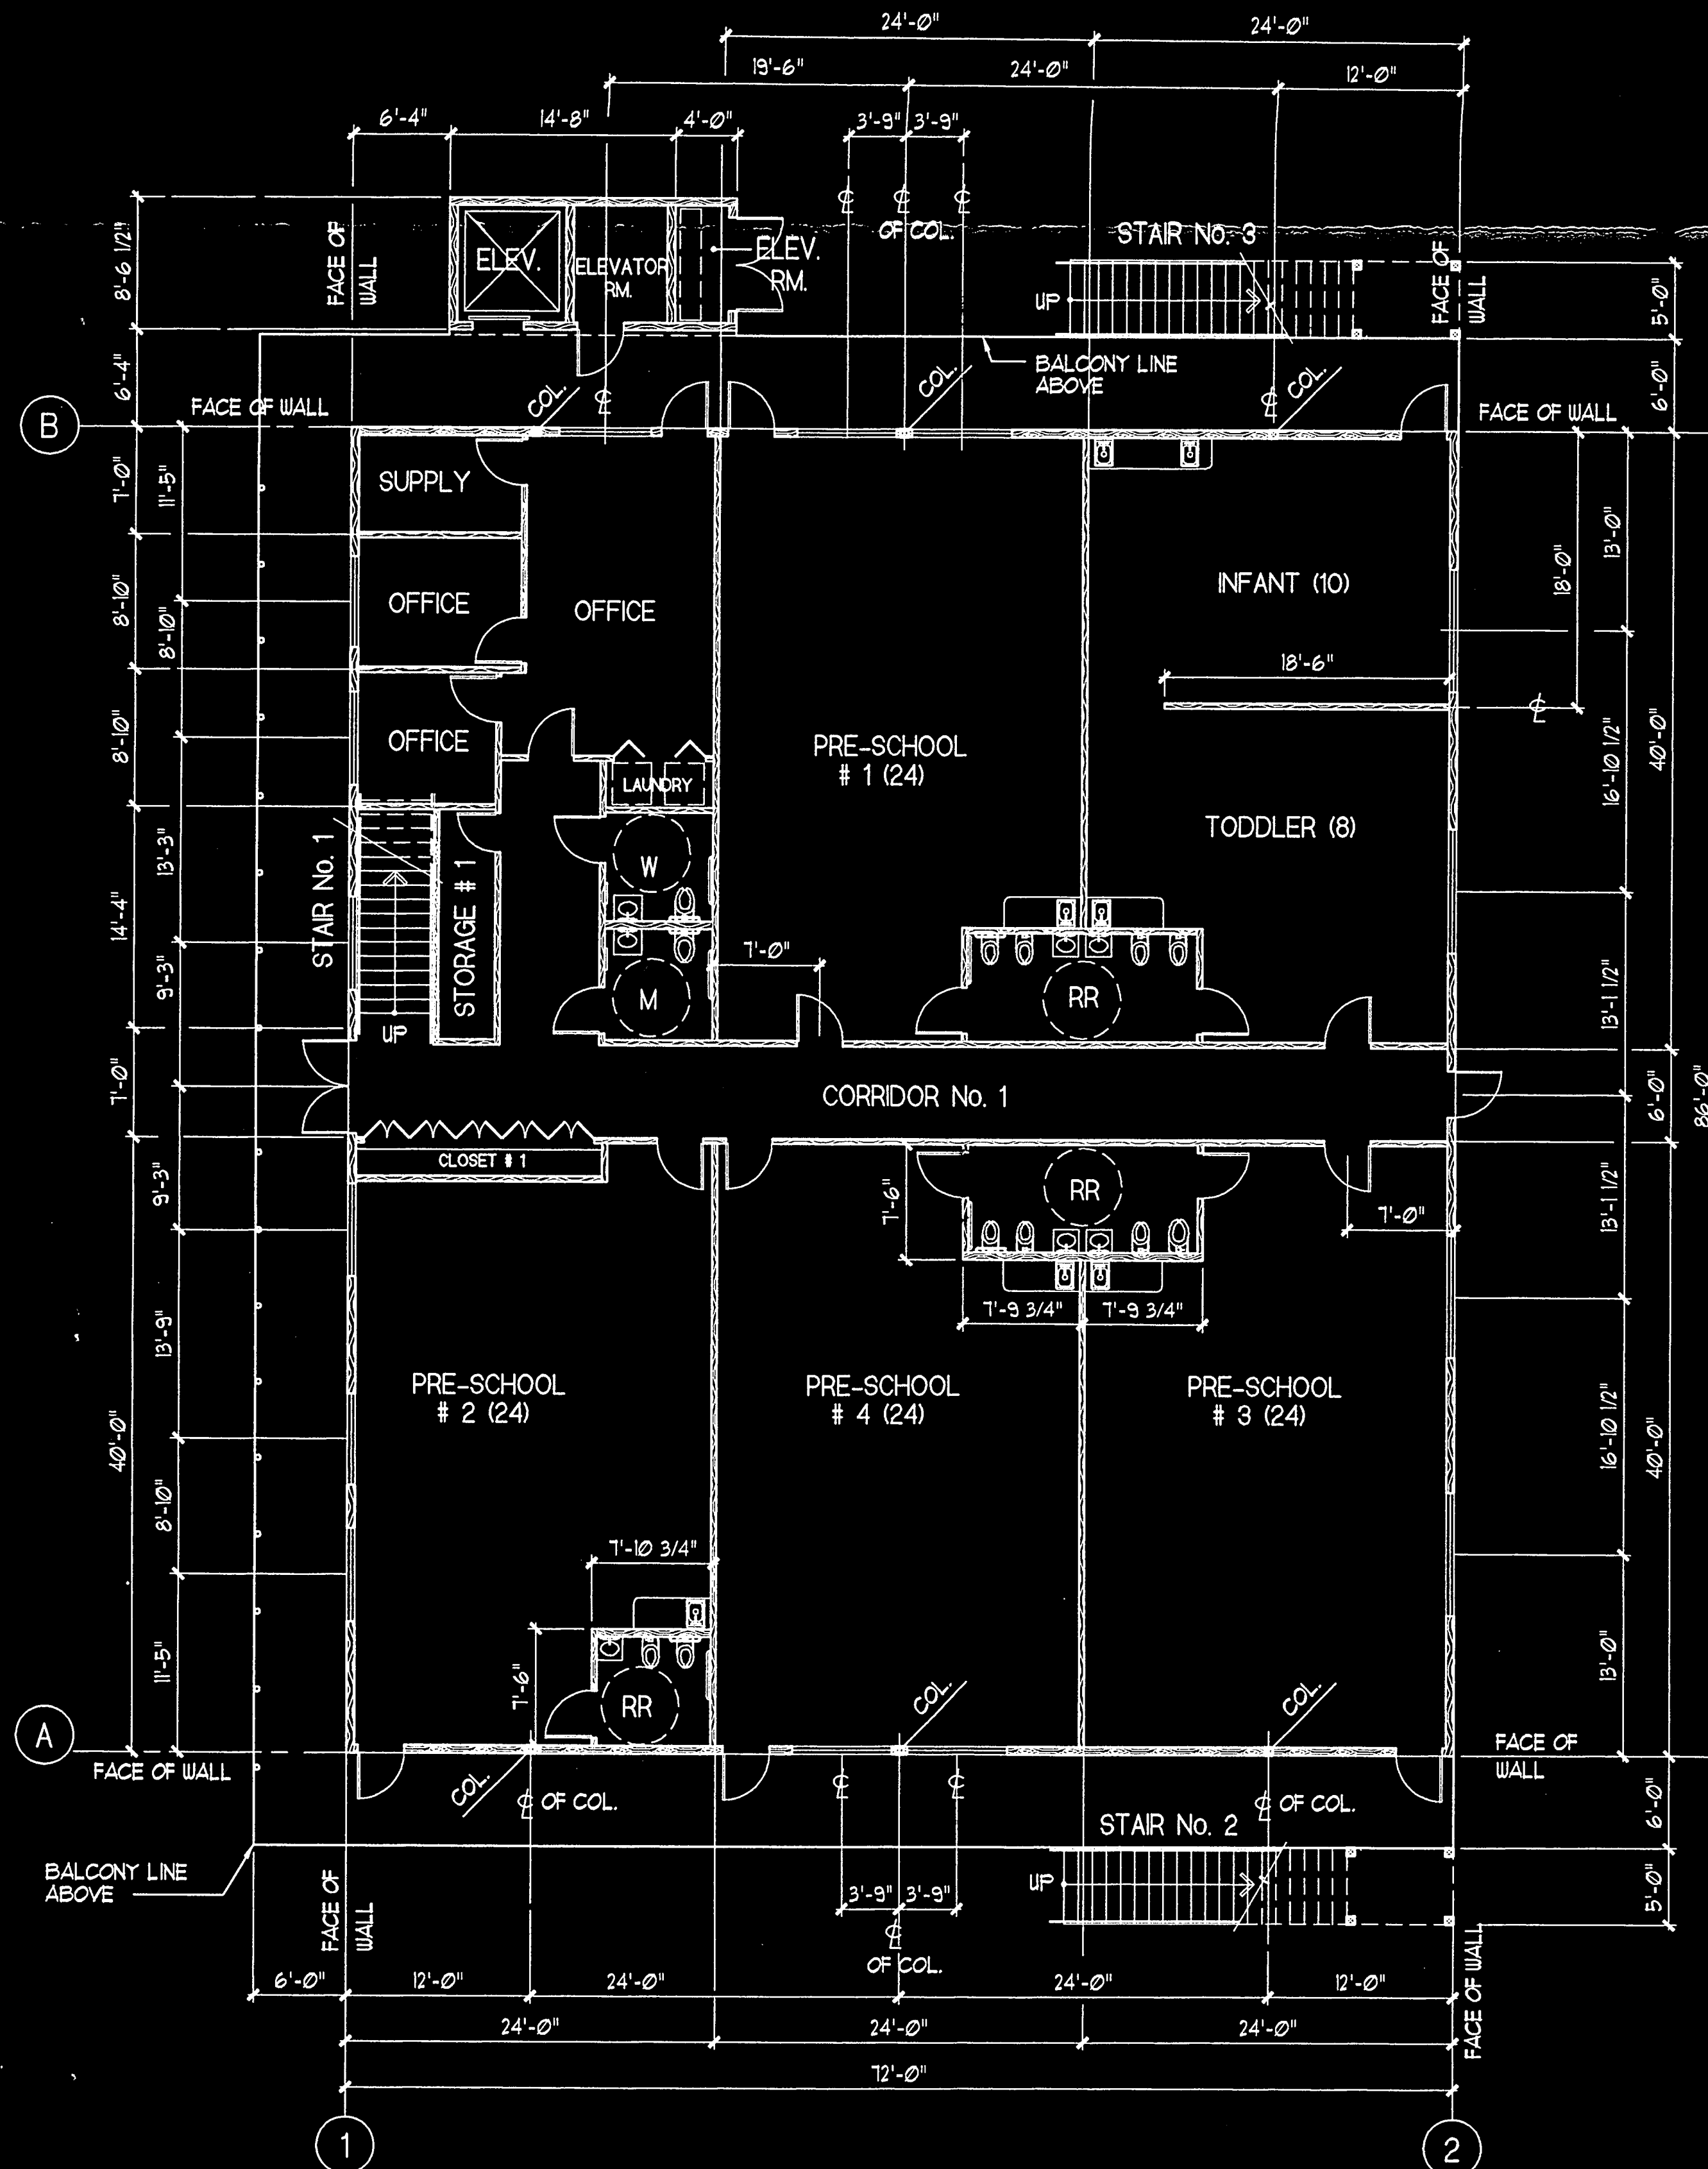 24'-0" 24'-0"
19'-6" 24'-0" 12'-0"
6'-4" 14'-8" 4'-0" 3'-9" 3'-9"
℄ ℄ ℄
OF COL.
STAIR No. 3
FACE OF
WALL
8'-6 1/2"
ELEV.
ELEVATOR
RM.
ELEV.
RM.
UP
FACE OF
WALL
5'-0"
BALCONY LINE
ABOVE
6'-4"
COL.
℄
COL.
℄
COL.
6'-0"
FACE OF WALL
FACE OF WALL
B
7'-0"
11'-5"
SUPPLY
13'-0"
18'-0"
8'-10"
8'-10"
OFFICE
OFFICE
INFANT (10)
18'-6"
℄
8'-10"
OFFICE
PRE-SCHOOL
# 1 (24)
16'-10 1/2"
40'-0"
LAUNDRY
TODDLER (8)
13'-3"
14'-4"
9'-3"
STAIR No. 1
STORAGE # 1
W
7'-0"
M
RR
13'-1 1/2"
UP
7'-0"
CORRIDOR No. 1
6'-0"
86'-0"
CLOSET # 1
9'-3"
7'-6"
RR
7'-0"
13'-1 1/2"
7'-9 3/4" 7'-9 3/4"
13'-9"
PRE-SCHOOL
# 2 (24)
PRE-SCHOOL
# 4 (24)
PRE-SCHOOL
# 3 (24)
40'-0"
16'-10 1/2"
40'-0"
8'-10"
7'-10 3/4"
11'-5"
7'-6"
RR
13'-0"
COL.
COL.
A
FACE OF WALL
FACE OF
WALL
COL.
℄ OF COL.
℄ ℄
℄ OF COL.
STAIR No. 2
6'-0"
BALCONY LINE
ABOVE
UP
3'-9" 3'-9"
5'-0"
FACE OF
WALL
℄
OF COL.
FACE OF WALL
6'-0" 12'-0" 24'-0" 24'-0" 12'-0"
24'-0" 24'-0" 24'-0"
72'-0"
1
2